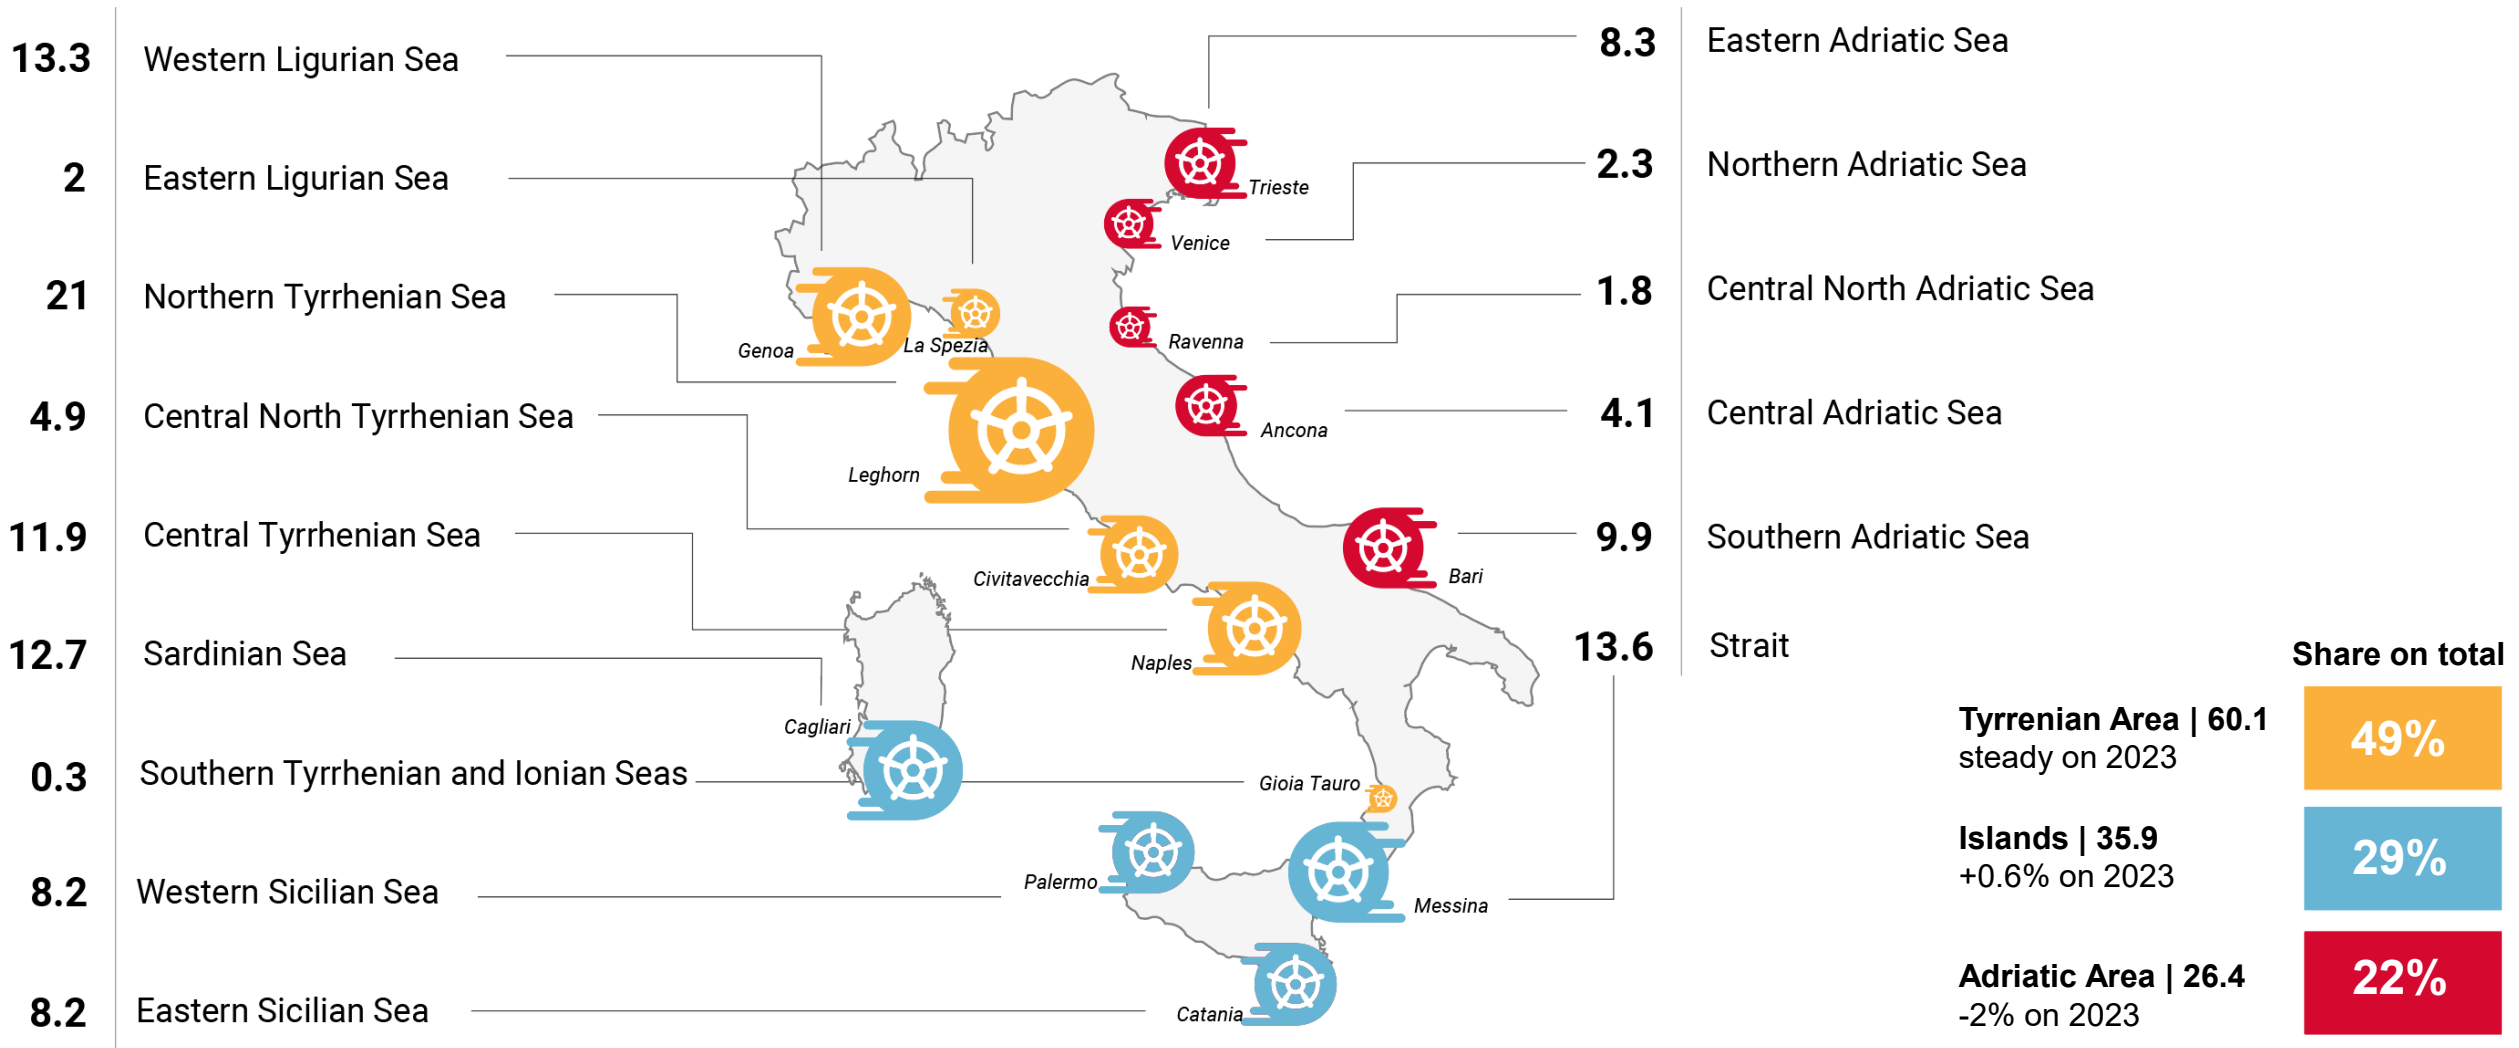 13.3 Western Ligurian Sea
2 Eastern Ligurian Sea
21 Northern Tyrrhenian Sea
4.9 Central North Tyrrhenian Sea
11.9 Central Tyrrhenian Sea
12.7 Sardinian Sea
0.3 Southern Tyrrhenian and Ionian Seas
8.2 Western Sicilian Sea
8.2 Eastern Sicilian Sea
Trieste
Venice
Genoa
La Spezia
Ravenna
Ancona
Leghorn
Civitavecchia
Bari
Naples
Cagliari
Gioia Tauro
Palermo
Messina
Catania
8.3 Eastern Adriatic Sea
2.3 Northern Adriatic Sea
1.8 Central North Adriatic Sea
4.1 Central Adriatic Sea
9.9 Southern Adriatic Sea
13.6 Strait
Share on total
Tyrrenian Area | 60.1
steady on 2023
49%
Islands | 35.9
+0.6% on 2023
29%
Adriatic Area | 26.4
-2% on 2023
22%